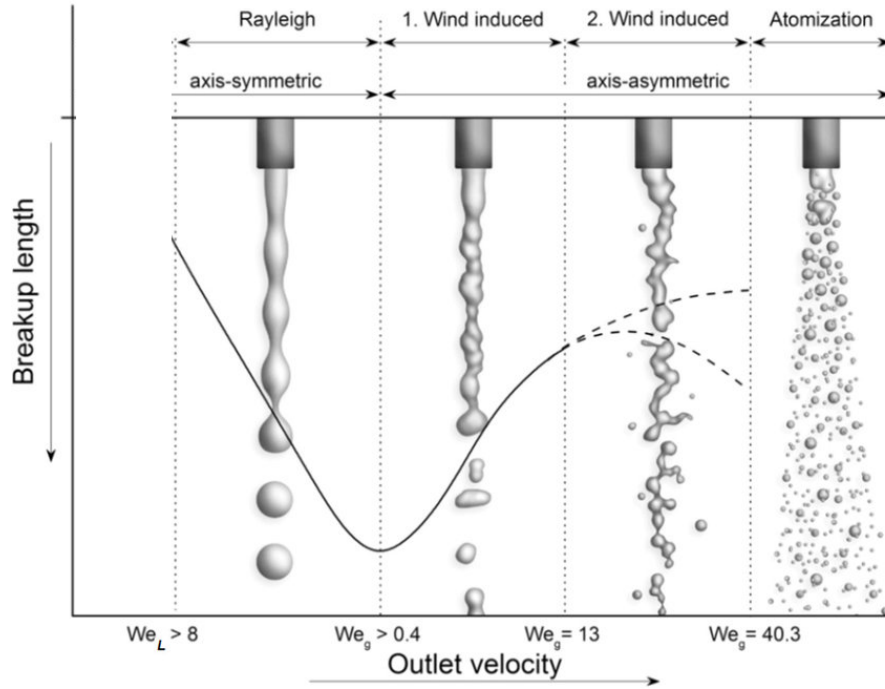 Rayleigh 1. Wind induced 2. Wind induced Atomization
axis-symmetric axis-asymmetric
Breakup length
We_L > 8 We_g > 0.4 We_g = 13 We_g = 40.3
Outlet velocity